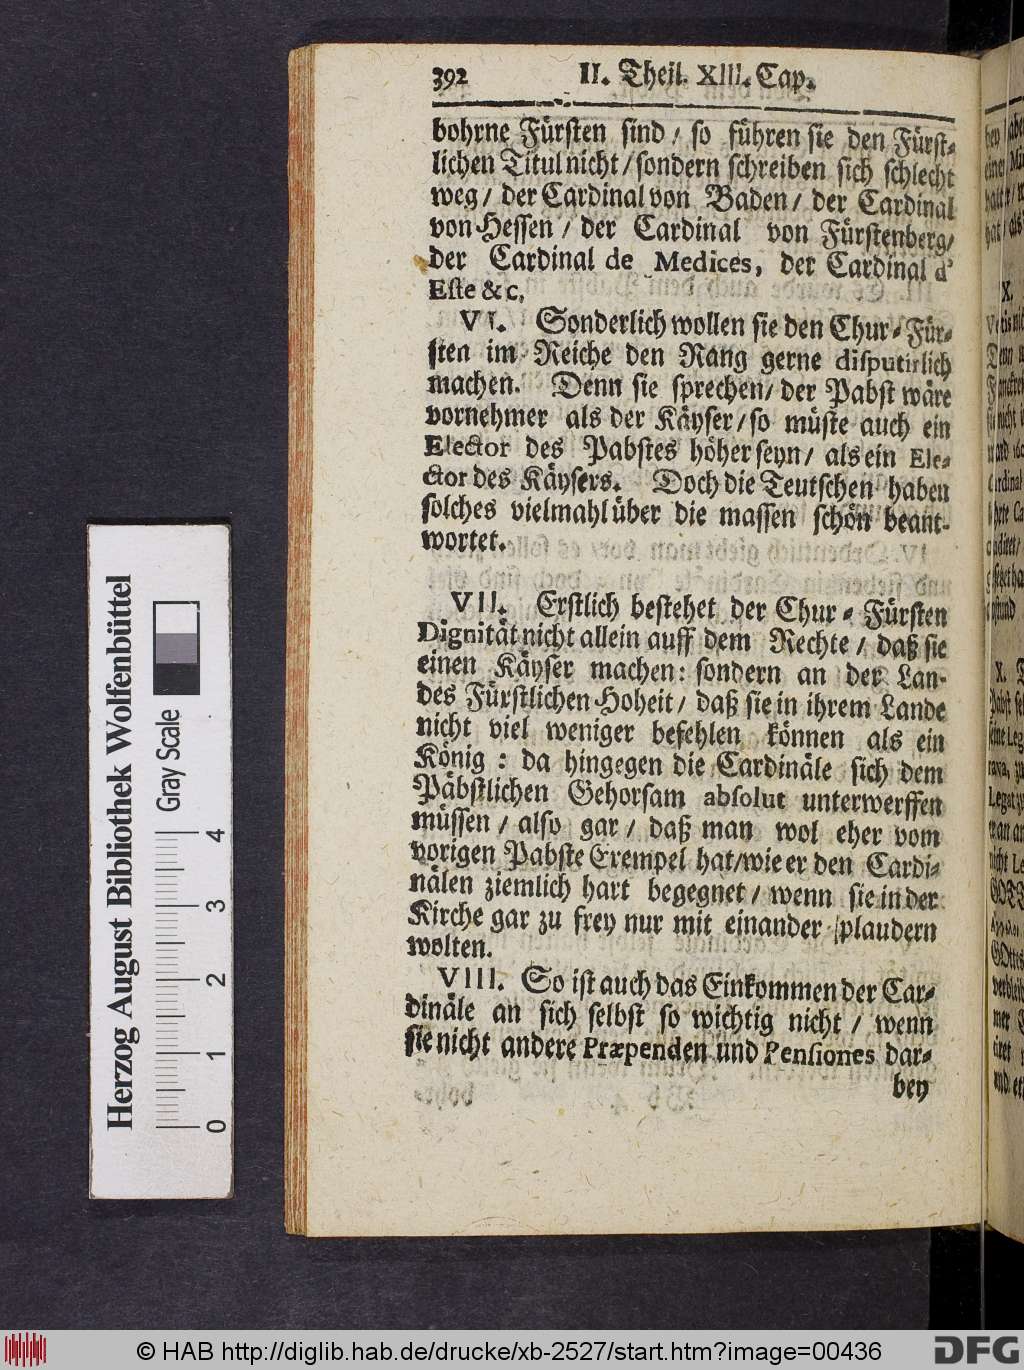 392 II. Theil. XIII. Cap.
bohrne Fürsten sind / so führen sie den Fürst-
lichen Titul nicht / sondern schreiben sich schlecht
weg / der Cardinal von Baden / der Cardinal
von Hessen / der Cardinal von Fürstenberg /
der Cardinal de Medices, der Cardinal d'
Este &c.
VI. Sonderlich wollen sie den Chur-Für-
sten im Reiche den Rang gerne disputirlich
machen. Denn sie sprechen / der Pabst wäre
vornehmer als der Käyser / so müste auch ein
Elector des Pabstes höher seyn / als ein Ele-
ctor des Käysers. Doch die Teutschen haben
solches vielmahl über die massen schön beant-
wortet.
VII. Erstlich bestehet der Chur-Fürsten
Dignität nicht allein auff dem Rechte / daß sie
einen Käyser machen: sondern an der Lan-
des Fürstlichen Hoheit / daß sie in ihrem Lande
nicht viel weniger befehlen können als ein
König : da hingegen die Cardinäle sich dem
Päbstlichen Gehorsam absolut unterwerffen
müssen / also gar / daß man wol eher vom
vorigen Pabste Exempel hat / wie er den Cardi-
nälen ziemlich hart begegnet / wenn sie in der
Kirche gar zu frey nur mit einander plaudern
wolten.
VIII. So ist auch das Einkommen der Car-
dinäle an sich selbst so wichtig nicht / wenn
sie nicht andere Præpenden und Pensiones dar-
bey
Herzog August Bibliothek Wolfenbüttel
Gray Scale
0 1 2 3 4
© HAB http://diglib.hab.de/drucke/xb-2527/start.htm?image=00436
DFG